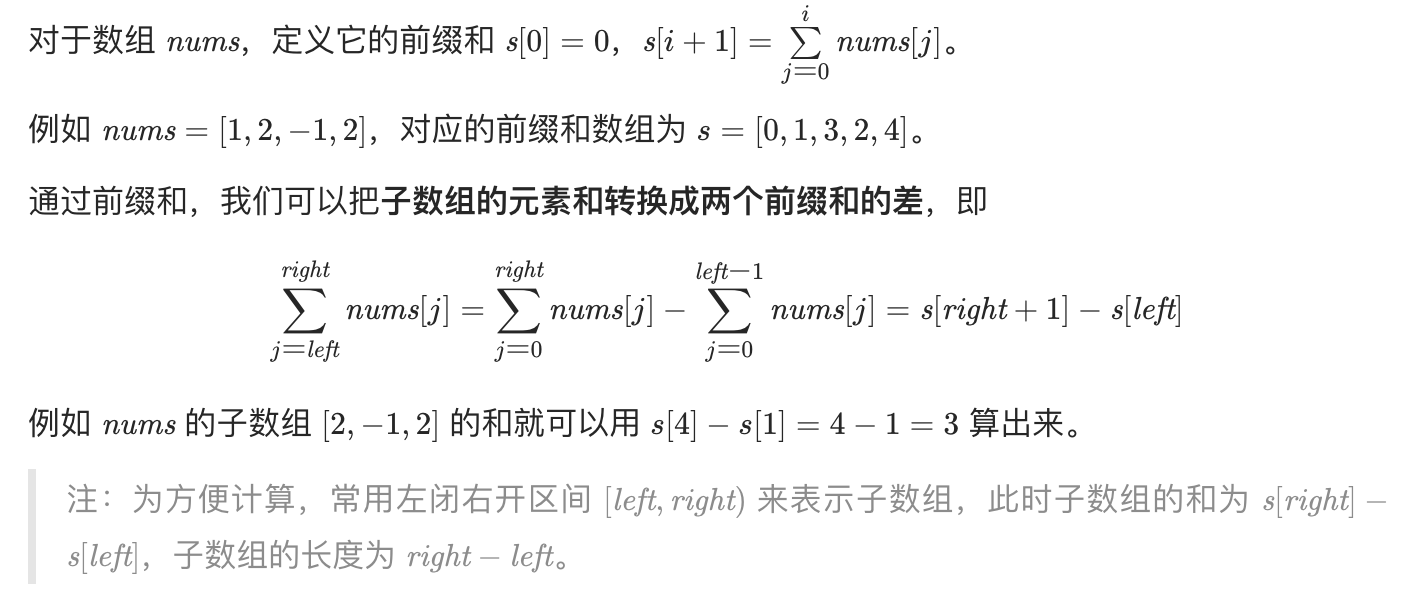 对于数组 nums，定义它的前缀和 s[0] = 0，s[i + 1] = \sum_{j=0}^{i} nums[j]。
例如 nums = [1, 2, −1, 2]，对应的前缀和数组为 s = [0, 1, 3, 2, 4]。
通过前缀和，我们可以把子数组的元素和转换成两个前缀和的差，即
\sum_{j=left}^{right} nums[j] = \sum_{j=0}^{right} nums[j] − \sum_{j=0}^{left−1} nums[j] = s[right + 1] − s[left]
例如 nums 的子数组 [2, −1, 2] 的和就可以用 s[4] − s[1] = 4 − 1 = 3 算出来。
注：为方便计算，常用左闭右开区间 [left, right) 来表示子数组，此时子数组的和为 s[right] −
s[left]，子数组的长度为 right − left。